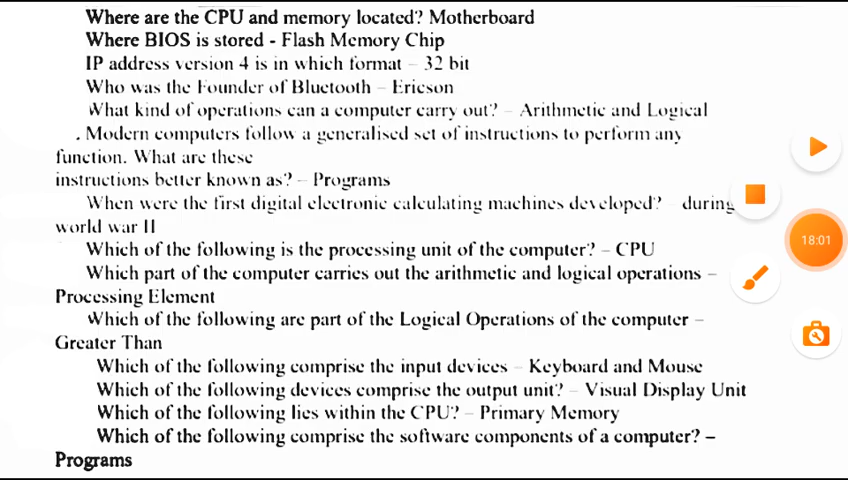 Where are the CPU and memory located? Motherboard
Where BIOS is stored - Flash Memory Chip
IP address version 4 is in which format – 32 bit
Who was the Founder of Bluetooth – Ericson
What kind of operations can a computer carry out? – Arithmetic and Logical
. Modern computers follow a generalised set of instructions to perform any
function. What are these
instructions better known as? – Programs
When were the first digital electronic calculating machines developed? – during
world war II
Which of the following is the processing unit of the computer? – CPU
Which part of the computer carries out the arithmetic and logical operations –
Processing Element
Which of the following are part of the Logical Operations of the computer –
Greater Than
Which of the following comprise the input devices – Keyboard and Mouse
Which of the following devices comprise the output unit? – Visual Display Unit
Which of the following lies within the CPU? – Primary Memory
Which of the following comprise the software components of a computer? –
Programs
18:01